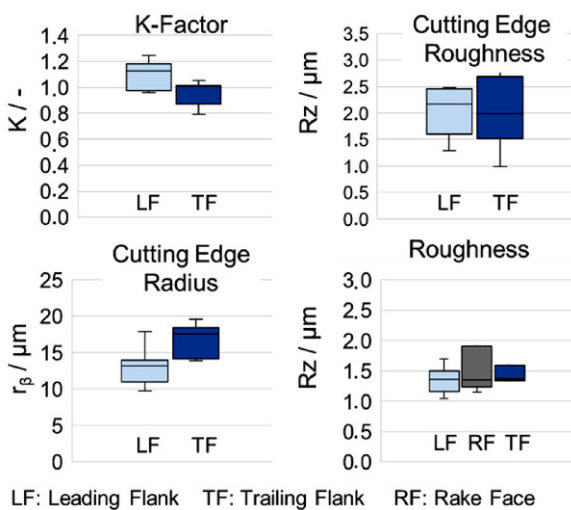 K-Factor
K / -
1.4
1.2
1.0
0.8
0.6
0.4
0.2
0.0
LF TF
Cutting Edge
Roughness
Rz / µm
3.5
3.0
2.5
2.0
1.5
1.0
0.5
0.0
LF TF
Cutting Edge
Radius
rβ / µm
25
20
15
10
5
0
LF TF
Roughness
Rz / µm
3.0
2.5
2.0
1.5
1.0
0.5
0.0
LF RF TF
LF: Leading Flank TF: Trailing Flank RF: Rake Face